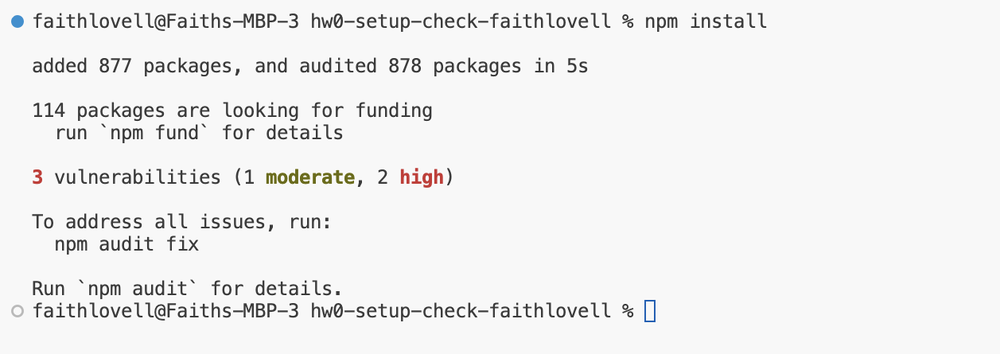 faithlovell@Faiths-MBP-3 hw0-setup-check-faithlovell % npm install
added 877 packages, and audited 878 packages in 5s
114 packages are looking for funding
  run `npm fund` for details
3 vulnerabilities (1 moderate, 2 high)
To address all issues, run:
  npm audit fix
Run `npm audit` for details.
faithlovell@Faiths-MBP-3 hw0-setup-check-faithlovell %